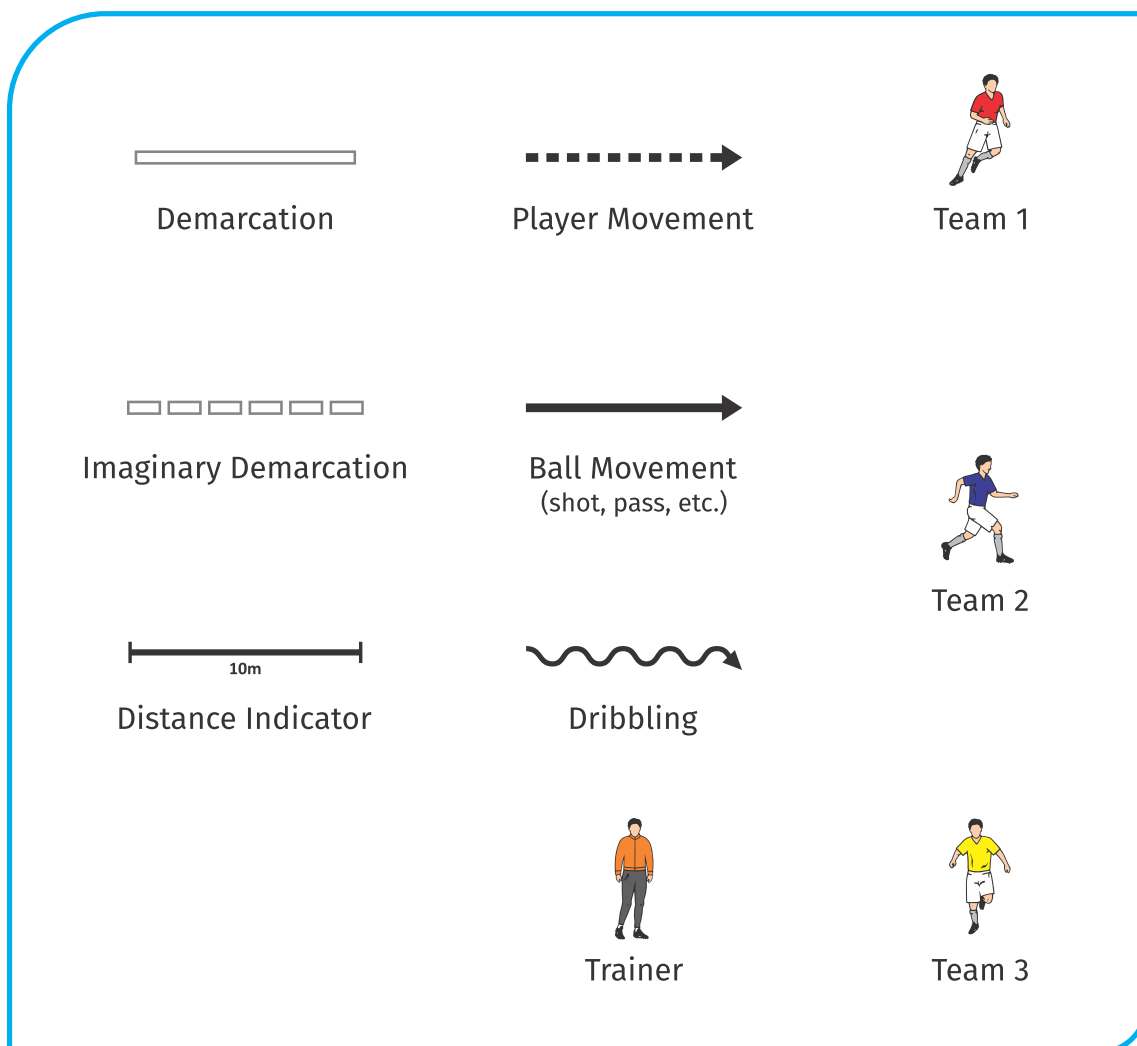 Demarcation
Player Movement
Team 1
Imaginary Demarcation
Ball Movement
(shot, pass, etc.)
Team 2
10m
Distance Indicator
Dribbling
Trainer
Team 3